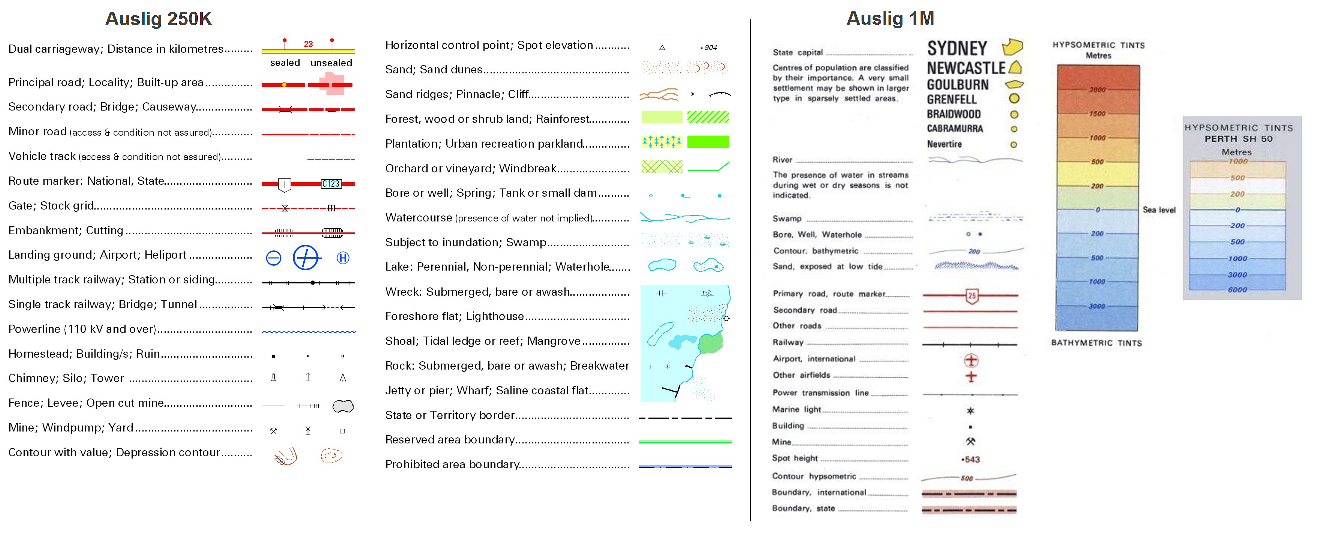 Auslig 250K
Dual carriageway; Distance in kilometres........ 23
sealed unsealed
Principal road; Locality; Built-up area................
Secondary road; Bridge; Causeway..................
Minor road (access & condition not assured)..................
Vehicle track (access & condition not assured)..............
Route marker: National, State........................... 1 C123
Gate; Stock grid................................................
Embankment; Cutting.....................................
Landing ground; Airport; Heliport .................... H
Multiple track railway; Station or siding............
Single track railway; Bridge; Tunnel .................
Powerline (110 kV and over)............................
Homestead; Building/s; Ruin...........................
Chimney; Silo; Tower .....................................
Fence; Levee; Open cut mine..........................
Mine; Windpump; Yard ..................................
Contour with value; Depression contour..........
Horizontal control point; Spot elevation .......... .904
Sand; Sand dunes...........................................
Sand ridges; Pinnacle; Cliff..............................
Forest, wood or shrub land; Rainforest............
Plantation; Urban recreation parkland..............
Orchard or vineyard; Windbreak......................
Bore or well; Spring; Tank or small dam...........
Watercourse (presence of water not implied)............
Subject to inundation; Swamp.........................
Lake: Perennial, Non-perennial; Waterhole.......
Wreck: Submerged, bare or awash..................
Foreshore flat; Lighthouse...............................
Shoal; Tidal ledge or reef; Mangrove...............
Rock: Submerged, bare or awash; Breakwater
Jetty or pier; Wharf; Saline coastal flat.............
State or Territory border..................................
Reserved area boundary..................................
Prohibited area boundary................................
Auslig 1M
State capital ........................ SYDNEY
Centres of population are classified
by their importance. A very small
settlement may be shown in larger
type in sparsely settled areas.
NEWCASTLE
GOULBURN
GRENFELL
BRAIDWOOD
CABRAMURRA
Nevertire
River ....................................
The presence of water in streams
during wet or dry seasons is not
indicated.
Swamp ................................
Bore, Well, Waterhole................
Contour, bathymetric ................ 200
Sand, exposed at low tide...........
Primary road, route marker......... 25
Secondary road ......................
Other roads ..........................
Railway ................................
Airport, international ................
Other airfields ........................
Power transmission line .............
Marine light...........................
Building ...............................
Mine....................................
Spot height ........................... •543
Contour hypsometric ................ 500
Boundary, international .............
Boundary, state ......................
HYPSOMETRIC TINTS
Metres
2000
1500
1000
500
200
0 Sea level
200
500
1000
3000
BATHYMETRIC TINTS
HYPSOMETRIC TINTS
PERTH SH 50
Metres
1000
500
200
0
200
500
1000
3000
6000